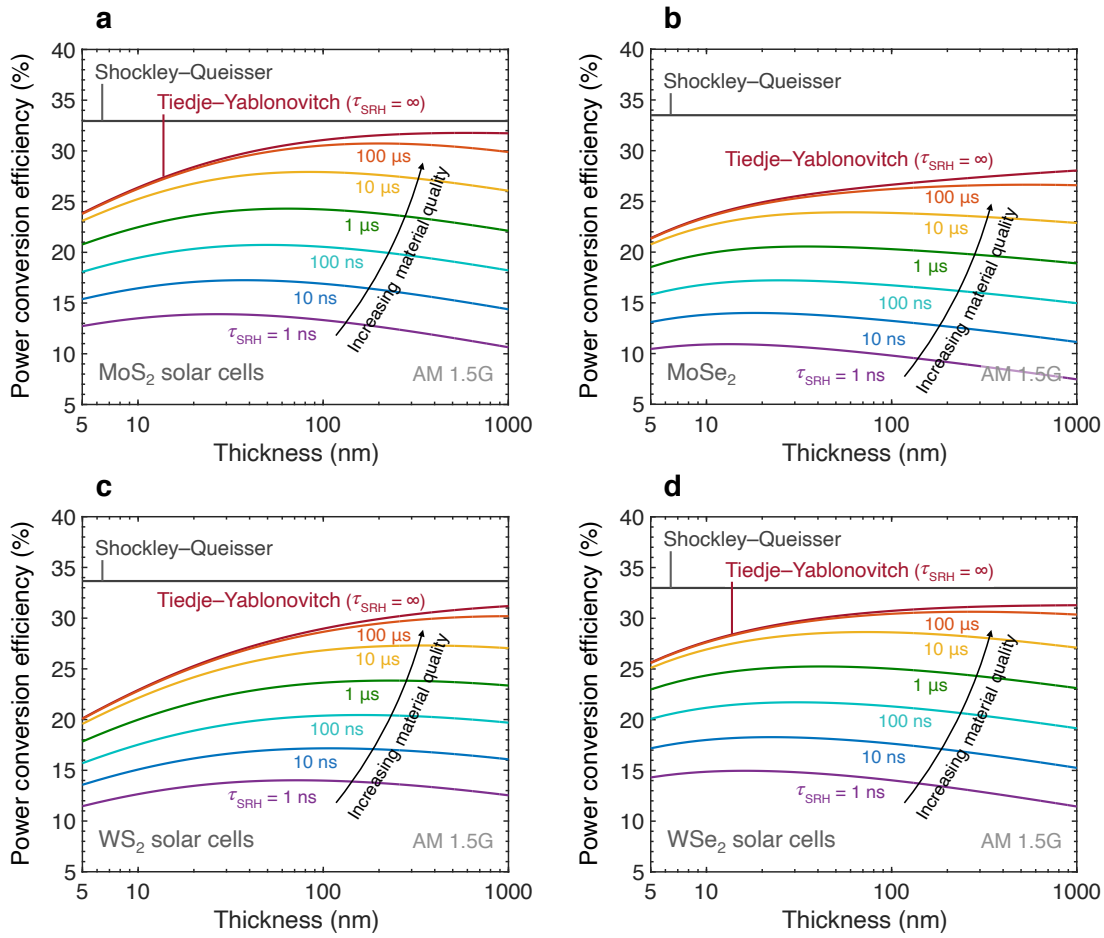 a
Power conversion efficiency (%)
40
35
30
25
20
15
10
5
Shockley–Queisser
Tiedje–Yablonovitch (τSRH = ∞)
100 µs
10 µs
1 µs
100 ns
10 ns
τSRH = 1 ns
Increasing material quality
MoS2 solar cells
AM 1.5G
5
10
100
1000
Thickness (nm)
b
Power conversion efficiency (%)
40
35
30
25
20
15
10
5
Shockley–Queisser
Tiedje–Yablonovitch (τSRH = ∞)
100 µs
10 µs
1 µs
100 ns
10 ns
τSRH = 1 ns
Increasing material quality
MoSe2
AM 1.5G
5
10
100
1000
Thickness (nm)
c
Power conversion efficiency (%)
40
35
30
25
20
15
10
5
Shockley–Queisser
Tiedje–Yablonovitch (τSRH = ∞)
100 µs
10 µs
1 µs
100 ns
10 ns
τSRH = 1 ns
Increasing material quality
WS2 solar cells
AM 1.5G
5
10
100
1000
Thickness (nm)
d
Power conversion efficiency (%)
40
35
30
25
20
15
10
5
Shockley–Queisser
Tiedje–Yablonovitch (τSRH = ∞)
100 µs
10 µs
1 µs
100 ns
10 ns
τSRH = 1 ns
Increasing material quality
WSe2 solar cells
AM 1.5G
5
10
100
1000
Thickness (nm)